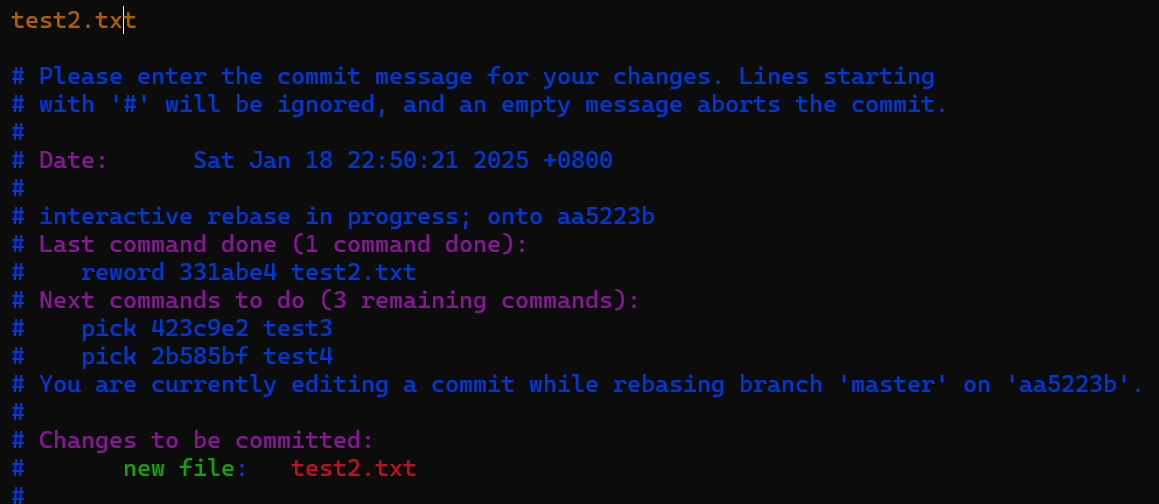 test2.txt
# Please enter the commit message for your changes. Lines starting
# with '#' will be ignored, and an empty message aborts the commit.
#
# Date:      Sat Jan 18 22:50:21 2025 +0800
#
# interactive rebase in progress; onto aa5223b
# Last command done (1 command done):
#    reword 331abe4 test2.txt
# Next commands to do (3 remaining commands):
#    pick 423c9e2 test3
#    pick 2b585bf test4
# You are currently editing a commit while rebasing branch 'master' on 'aa5223b'.
#
# Changes to be committed:
#       new file:   test2.txt
#